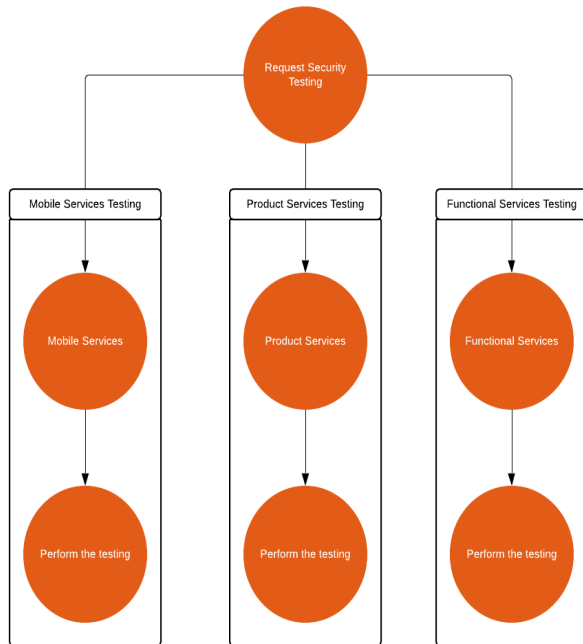 Request Security
Testing
Mobile Services Testing
Product Services Testing
Functional Services Testing
Mobile Services
Product Services
Functional Services
Perform the testing
Perform the testing
Perform the testing